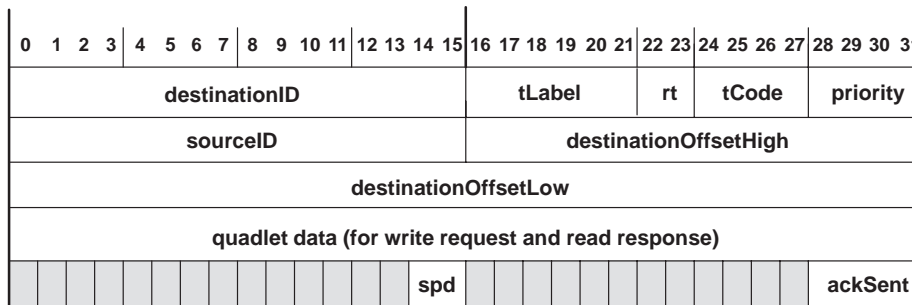 0 1 2 3 4 5 6 7 8 9 10 11 12 13 14 15 16 17 18 19 20 21 22 23 24 25 26 27 28 29 30 31
destinationID tLabel rt tCode priority
sourceID destinationOffsetHigh
destinationOffsetLow
quadlet data (for write request and read response)
spd ackSent